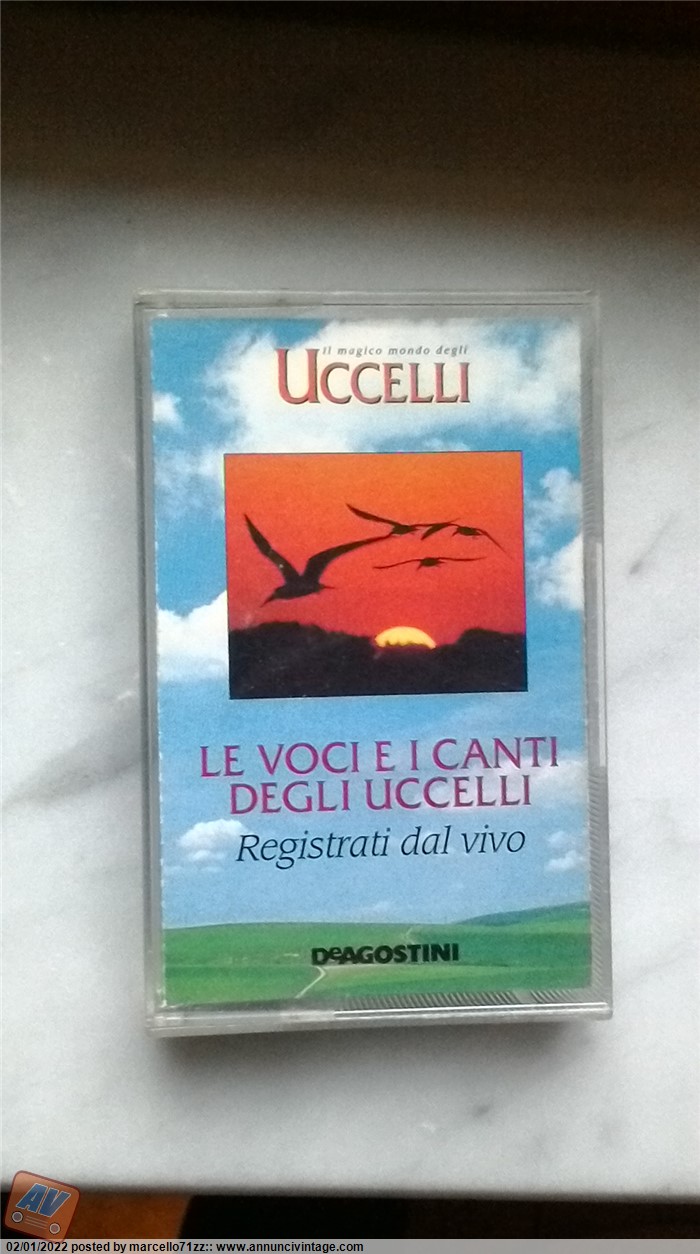 il magico mondo degli
UCCELLI
LE VOCI E I CANTI
DEGLI UCCELLI
Registrati dal vivo
DeAGOSTINI
AV
02/01/2022 posted by marcello71zz:: www.annuncivintage.com